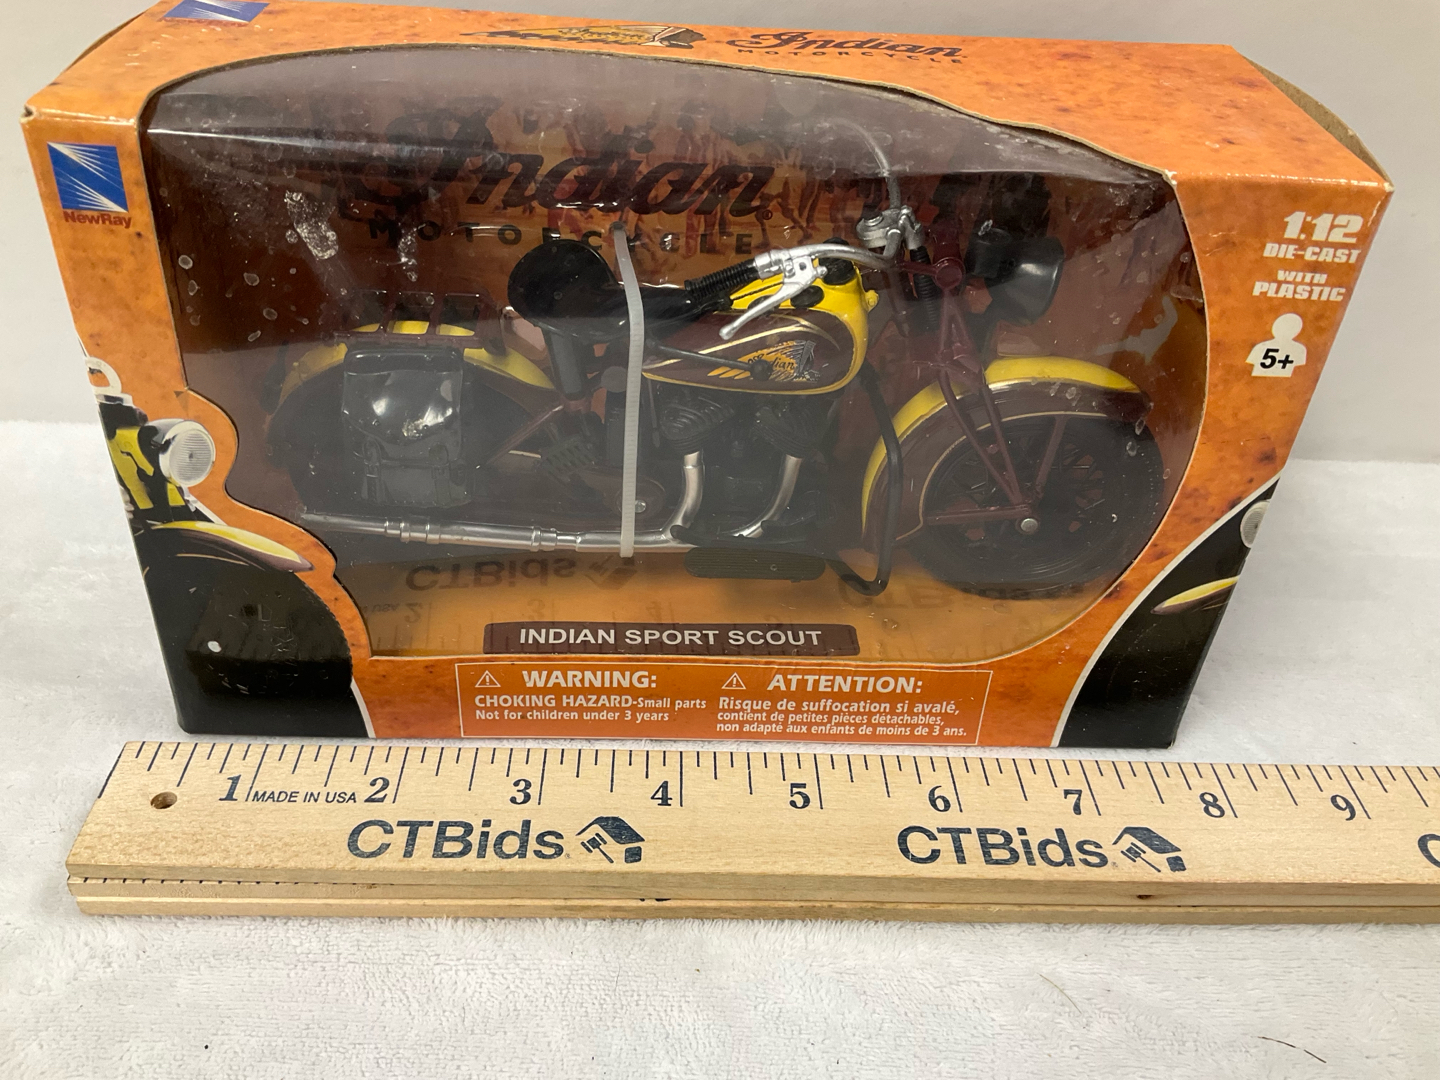 NewRay
Indian
MOTORCYCLE
NewRay
Indian
MOTORCYCLE
1:12
DIE-CAST
WITH
PLASTIC
5+
Indian
CTBids
INDIAN SPORT SCOUT
WARNING:
CHOKING HAZARD-Small parts
Not for children under 3 years
ATTENTION:
Risque de suffocation si avalé,
contient de petites pièces détachables,
non adapté aux enfants de moins de 3 ans.
1 MADE IN USA 2 3 4 5 6 7 8 9
CTBids CTBids